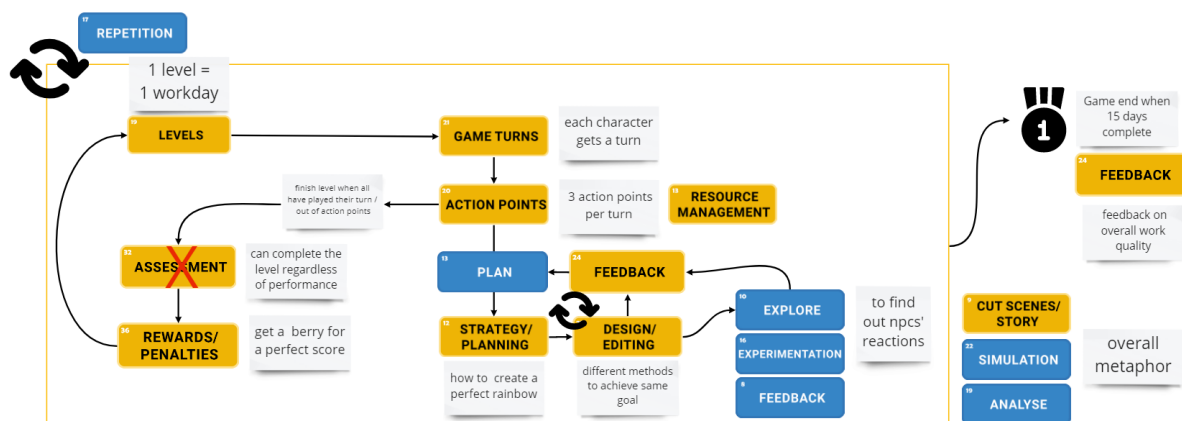 17
REPETITION
1 level =
1 workday
19
LEVELS
21
GAME TURNS
each character
gets a turn
1
Game end when
15 days
complete
24
FEEDBACK
feedback on
overall work
quality
finish level when all
have played their turn /
out of action points
20
ACTION POINTS
3 action points
per turn
15
RESOURCE
MANAGEMENT
32
ASSESSMENT
can complete the
level regardless
of performance
13
PLAN
24
FEEDBACK
10
EXPLORE
to find
out npcs'
reactions
36
REWARDS/
PENALTIES
get a berry for
a perfect score
12
STRATEGY/
PLANNING
DESIGN/
EDITING
16
EXPERIMENTATION
how to create a
perfect rainbow
different methods
to achieve same
goal
8
FEEDBACK
9
CUT SCENES/
STORY
22
SIMULATION
overall
metaphor
19
ANALYSE